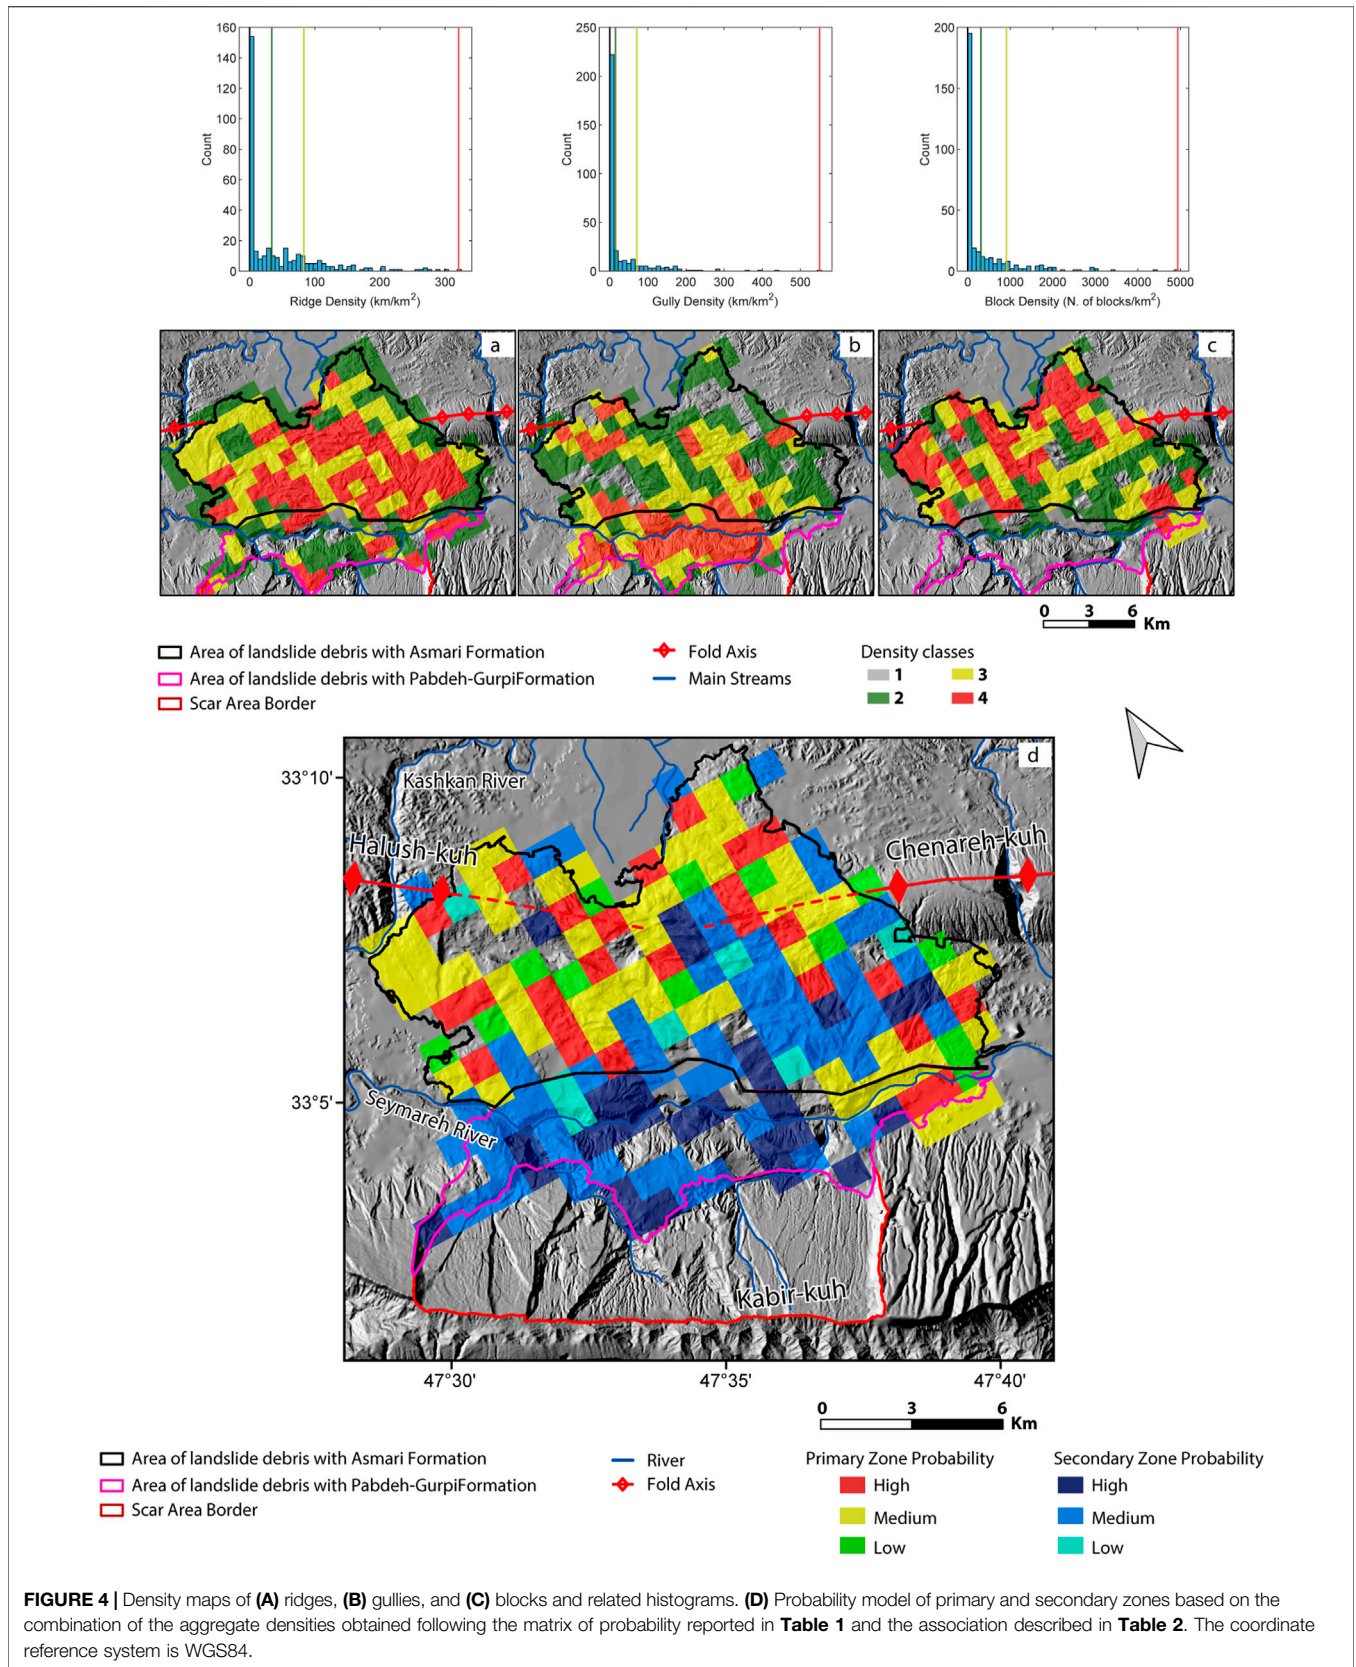 160
140
120
100
80
60
40
20
0
Count
0 100 200 300
Ridge Density (km/km²)
250
200
150
100
50
0
Count
0 100 200 300 400 500
Gully Density (km/km²)
200
150
100
50
0
Count
0 1000 2000 3000 4000 5000
Block Density (N. of blocks/km²)
a
b
c
0 3 6 Km
Area of landslide debris with Asmari Formation
Area of landslide debris with Pabdeh-GurpiFormation
Scar Area Border
Fold Axis
Main Streams
Density classes
1 3
2 4
d
33°10'
33°5'
Kashkan River
Halush-kuh
Chenareh-kuh
Seymareh River
Kabir-kuh
47°30' 47°35' 47°40'
0 3 6 Km
Area of landslide debris with Asmari Formation
Area of landslide debris with Pabdeh-GurpiFormation
Scar Area Border
River
Fold Axis
Primary Zone Probability
High
Medium
Low
Secondary Zone Probability
High
Medium
Low
FIGURE 4 | Density maps of (A) ridges, (B) gullies, and (C) blocks and related histograms. (D) Probability model of primary and secondary zones based on the
combination of the aggregate densities obtained following the matrix of probability reported in Table 1 and the association described in Table 2. The coordinate
reference system is WGS84.